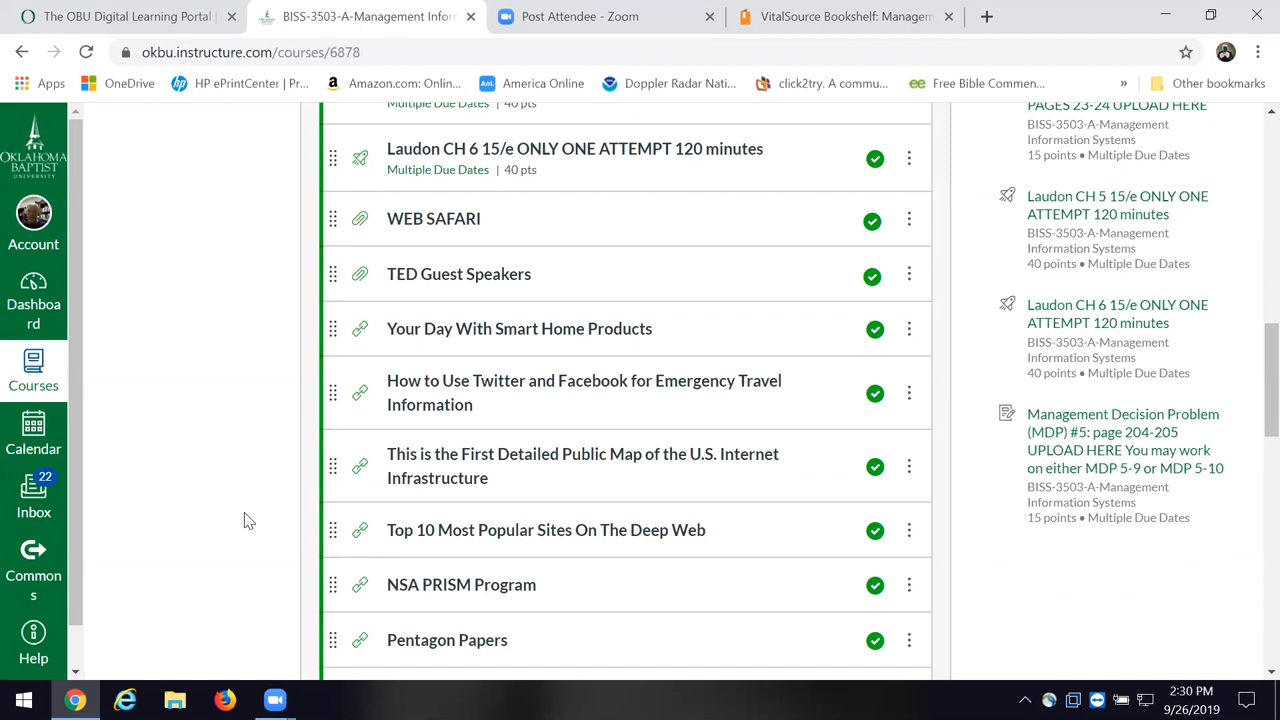 The OBU Digital Learning Portal
BISS-3503-A-Management Infor
Post Attendee - Zoom
VitalSource Bookshelf: Managem
okbu.instructure.com/courses/6878
Apps
OneDrive
HP ePrintCenter | Pr...
Amazon.com: Onlin...
Aol.
America Online
Doppler Radar Nati...
click2try. A commu...
Free Bible Commen...
»
Other bookmarks
OKLAHOMA
BAPTIST
UNIVERSITY
Account
Dashboa
rd
Courses
Calendar
22
Inbox
Common
s
Help
Multiple Due Dates | 40 pts
Laudon CH 6 15/e ONLY ONE ATTEMPT 120 minutes
Multiple Due Dates | 40 pts
WEB SAFARI
TED Guest Speakers
Your Day With Smart Home Products
How to Use Twitter and Facebook for Emergency Travel
Information
This is the First Detailed Public Map of the U.S. Internet
Infrastructure
Top 10 Most Popular Sites On The Deep Web
NSA PRISM Program
Pentagon Papers
PAGES 23-24 UPLOAD HERE
BISS-3503-A-Management
Information Systems
15 points • Multiple Due Dates
Laudon CH 5 15/e ONLY ONE
ATTEMPT 120 minutes
BISS-3503-A-Management
Information Systems
40 points • Multiple Due Dates
Laudon CH 6 15/e ONLY ONE
ATTEMPT 120 minutes
BISS-3503-A-Management
Information Systems
40 points • Multiple Due Dates
Management Decision Problem
(MDP) #5: page 204-205
UPLOAD HERE You may work
on either MDP 5-9 or MDP 5-10
BISS-3503-A-Management
Information Systems
15 points • Multiple Due Dates
2:30 PM
9/26/2019